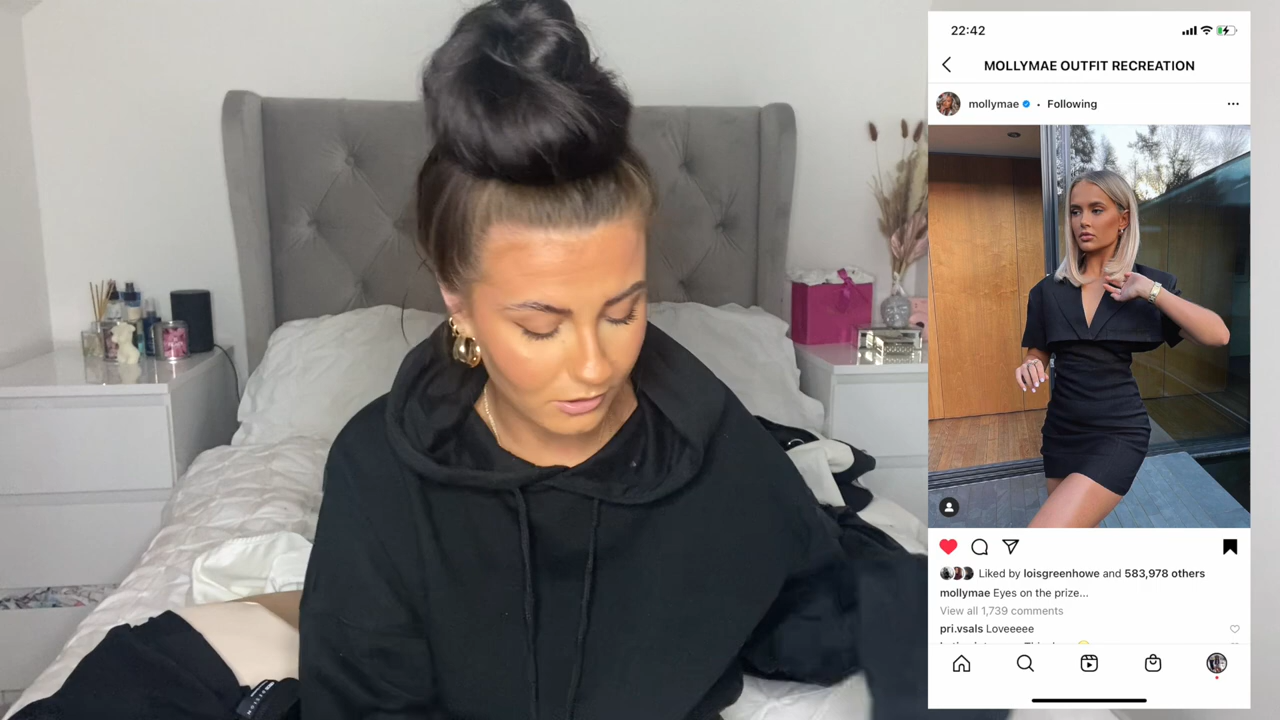 22:42
MOLLYMAE OUTFIT RECREATION
mollymae • Following
Liked by loisgreenhowe and 583,978 others
mollymae Eyes on the prize...
View all 1,739 comments
pri.vsals Loveeeee